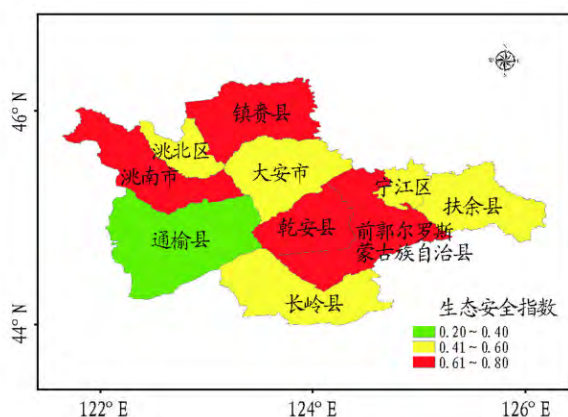 46° N
44° N
镇赉县
洮北区
洮南市
大安市
宁江区
扶余县
通榆县
乾安县
前郭尔罗斯
蒙古族自治县
长岭县
生态安全指数
0.20～0.40
0.41～0.60
0.61～0.80
122° E
124° E
126° E